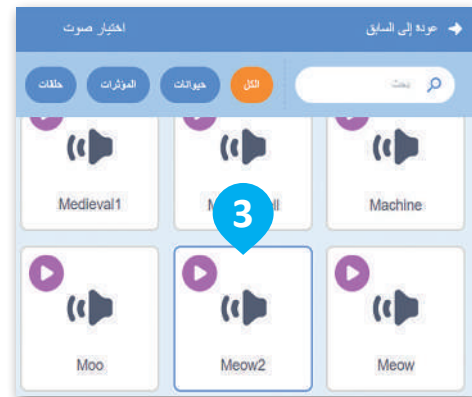 عودة إلى السابق
اختيار صوت
بحث
الكل
حيوانات
المؤثرات
حلقات
Machine
Medieval1
3
Meow
Meow2
Moo